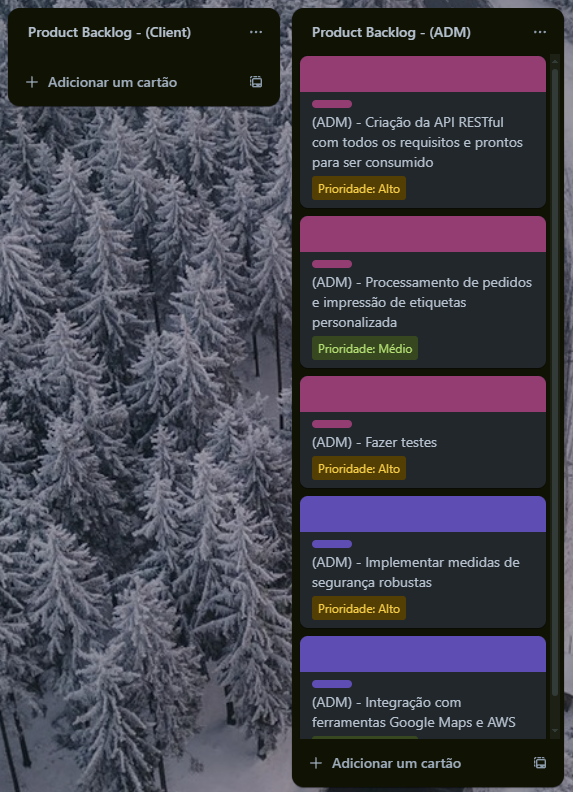 Product Backlog - (Client)
Adicionar um cartão
Product Backlog - (ADM)
(ADM) - Criação da API RESTful
com todos os requisitos e prontos
para ser consumido
Prioridade: Alto
(ADM) - Processamento de pedidos
e impressão de etiquetas
personalizada
Prioridade: Médio
(ADM) - Fazer testes
Prioridade: Alto
(ADM) - Implementar medidas de
segurança robustas
Prioridade: Alto
(ADM) - Integração com
ferramentas Google Maps e AWS
Adicionar um cartão